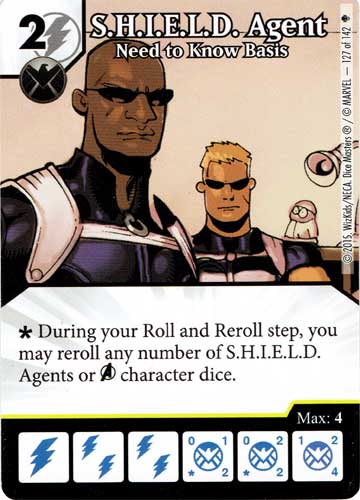 2
S.H.I.E.L.D. Agent
Need to Know Basis
©2015, WizKids/NECA. Dice Masters ® / © MARVEL — 127 of 142
* During your Roll and Reroll step, you
may reroll any number of S.H.I.E.L.D.
Agents or character dice.
Max: 4
0 1
* 2
0 2
* 2
1 2
2 4